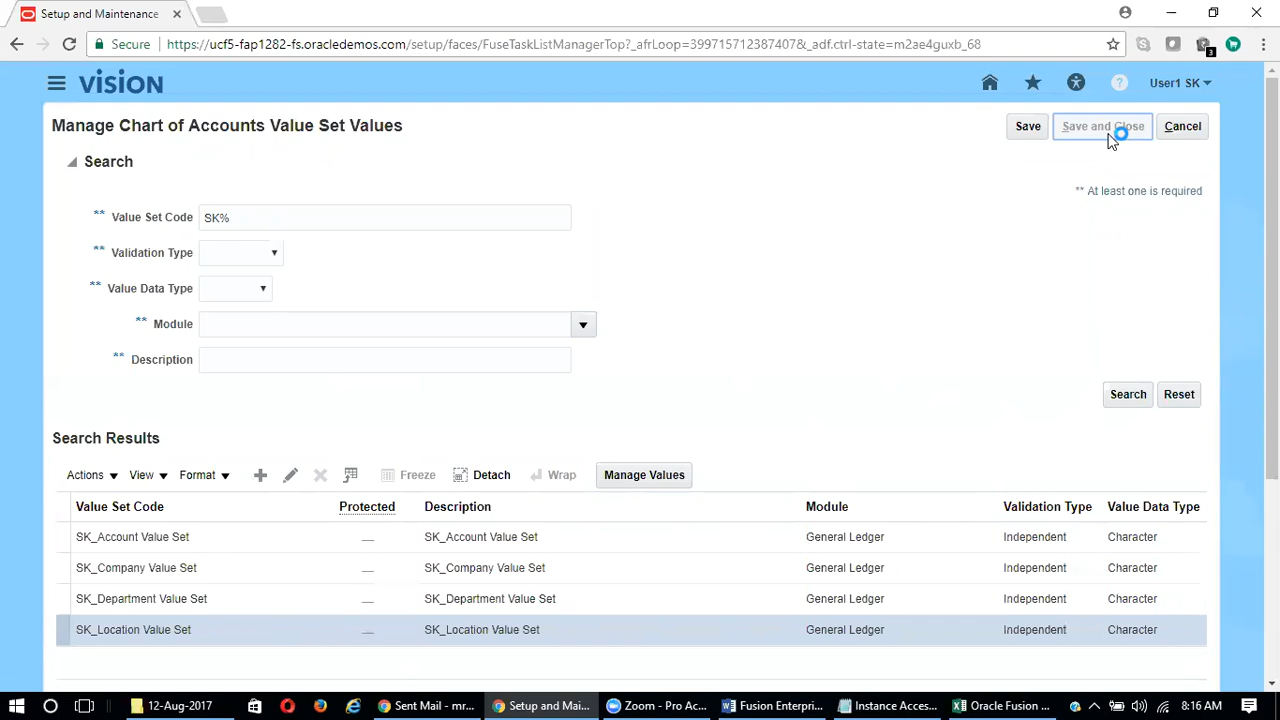 Setup and Maintenance
Secure https://ucf5-fap1282-fs.oracledemos.com/setup/faces/FuseTaskListManagerTop?_afrLoop=399715712387407&_adf.ctrl-state=m2ae4guxb_68
3
VISION
?
User1 SK
Manage Chart of Accounts Value Set Values
Save Save and Close Cancel
Search
** At least one is required
** Value Set Code SK%
** Validation Type
** Value Data Type
** Module
** Description
Search Reset
Search Results
Actions View Format Freeze Detach Wrap Manage Values
Value Set Code Protected Description Module Validation Type Value Data Type
SK_Account Value Set — SK_Account Value Set General Ledger Independent Character
SK_Company Value Set — SK_Company Value Set General Ledger Independent Character
SK_Department Value Set — SK_Department Value Set General Ledger Independent Character
SK_Location Value Set — SK_Location Value Set General Ledger Independent Character
12-Aug-2017 Sent Mail - mr... Setup and Mai... Zoom - Pro Ac... Fusion Enterpri... Instance Acces... Oracle Fusion ... 8:16 AM